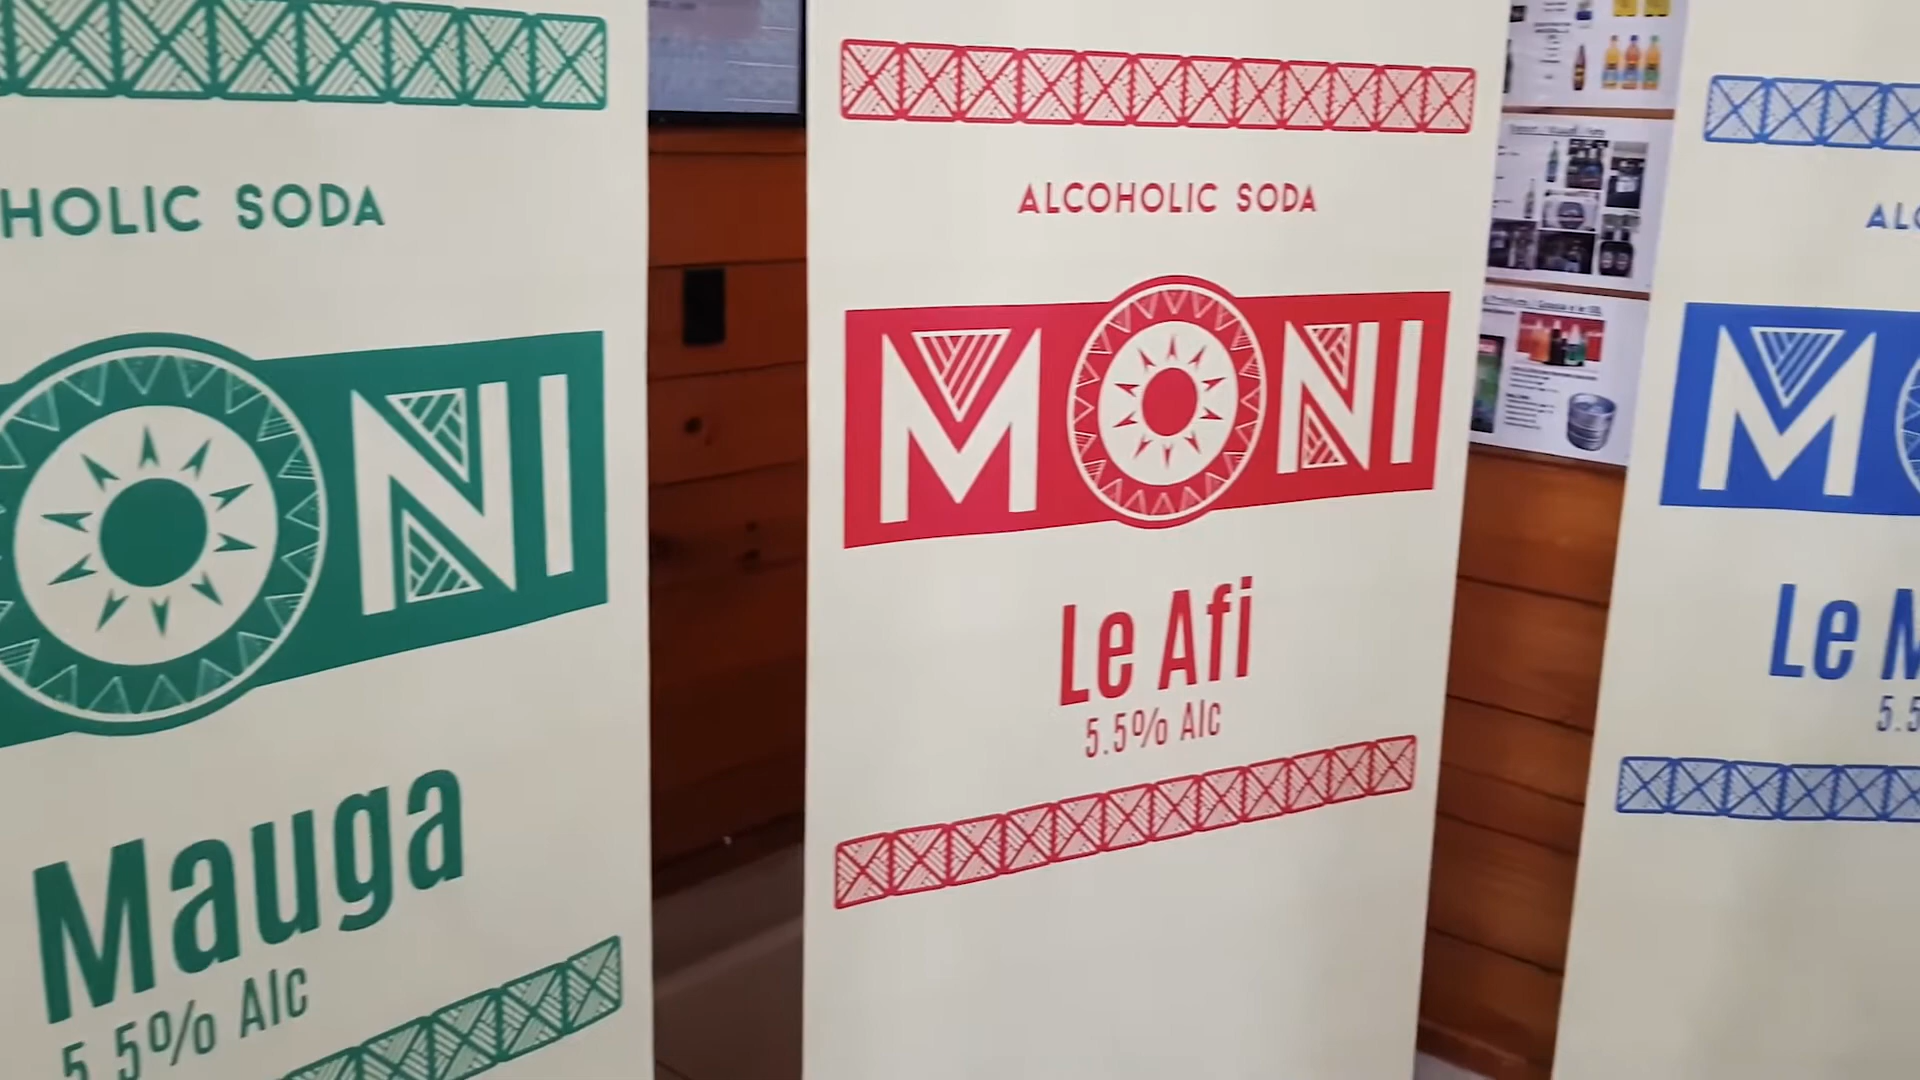 HOLIC SODA
ONI
Mauga
5.5% Alc
ALCOHOLIC SODA
MONI
Le Afi
5.5% Alc
ALC
MO
Le M
5.5